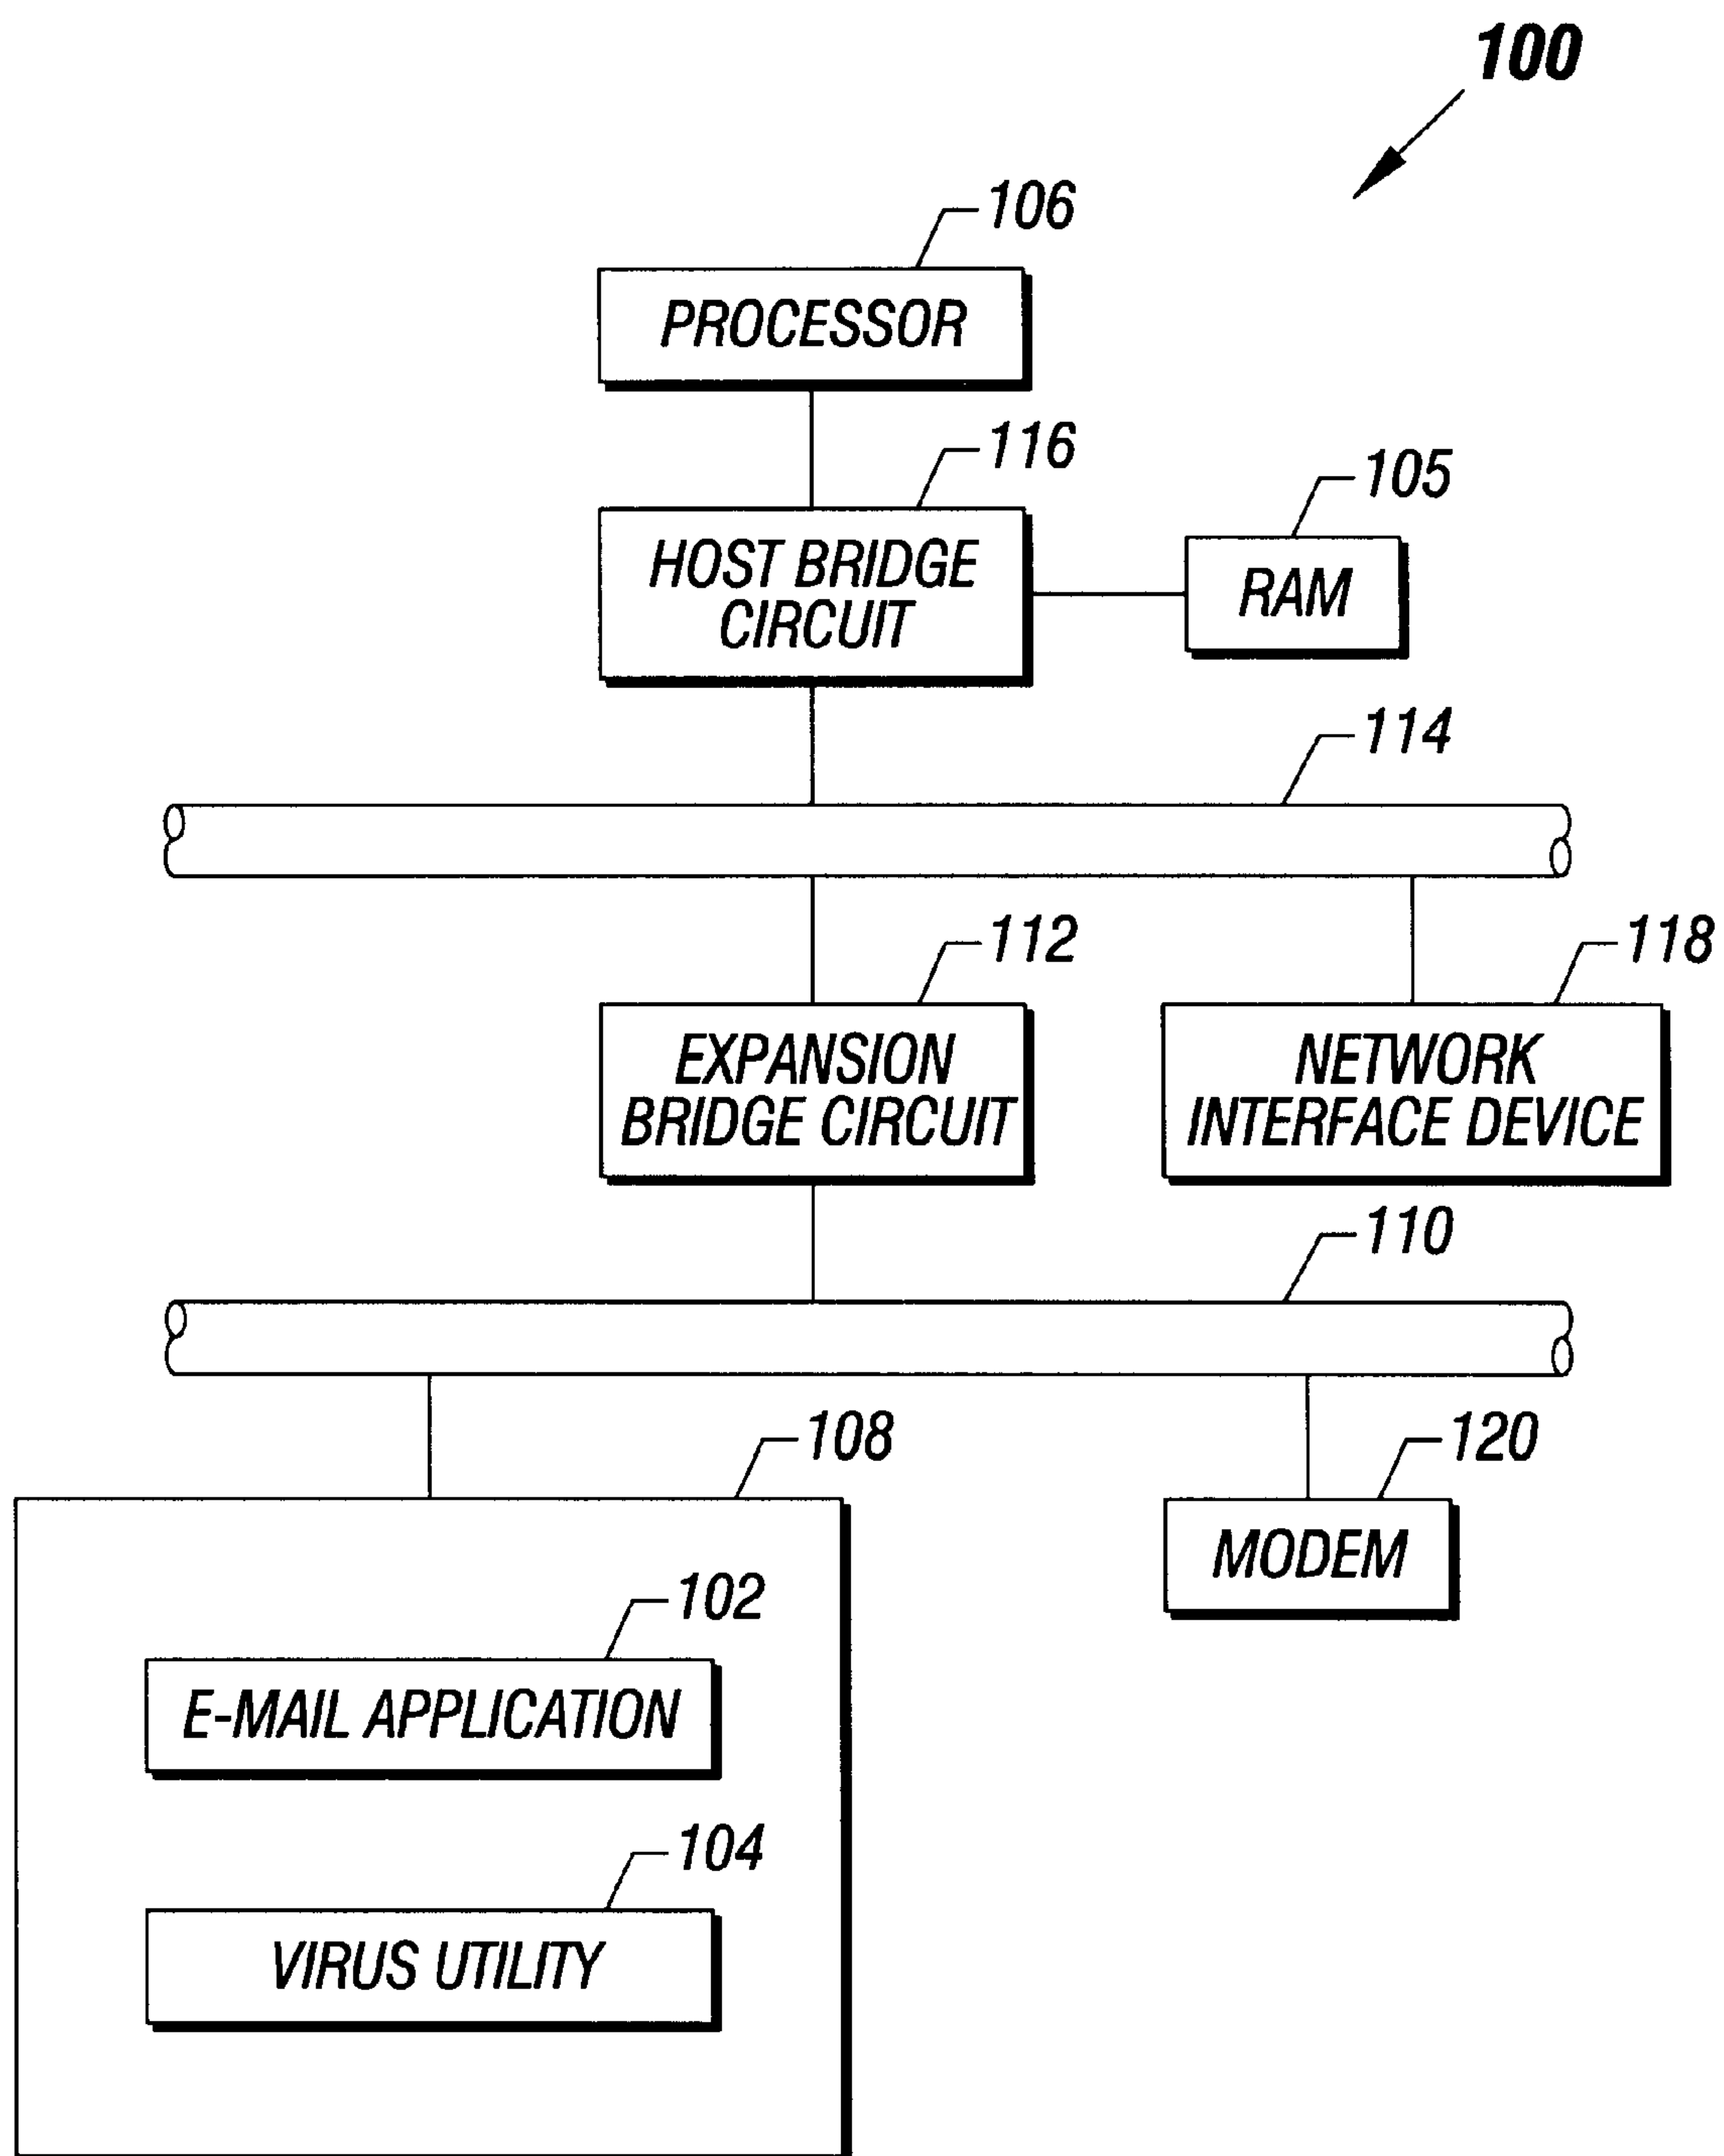 100
106
PROCESSOR
116
HOST BRIDGE
CIRCUIT
105
RAM
114
112
EXPANSION
BRIDGE CIRCUIT
118
NETWORK
INTERFACE DEVICE
110
108
120
MODEM
102
E-MAIL APPLICATION
104
VIRUS UTILITY